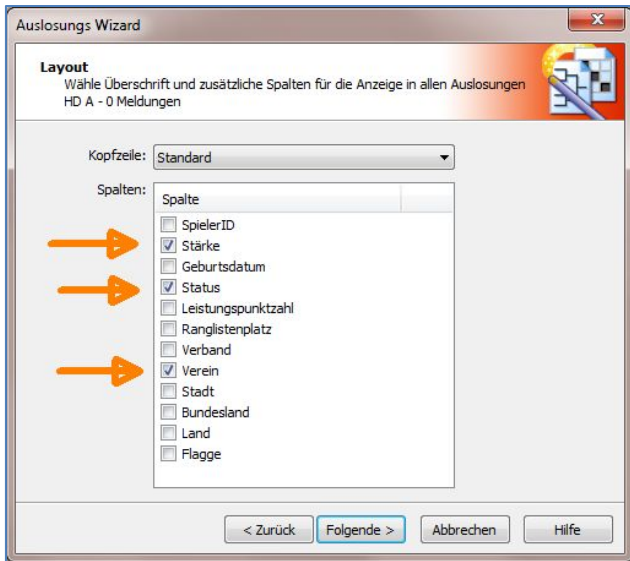 Auslosungs Wizard
Layout
Wähle Überschrift und zusätzliche Spalten für die Anzeige in allen Auslosungen
HD A - 0 Meldungen
Kopfzeile: Standard
Spalten:
Spalte
SpielerID
Stärke
Geburtsdatum
Status
Leistungspunktzahl
Ranglistenplatz
Verband
Verein
Stadt
Bundesland
Land
Flagge
< Zurück Folgende > Abbrechen Hilfe